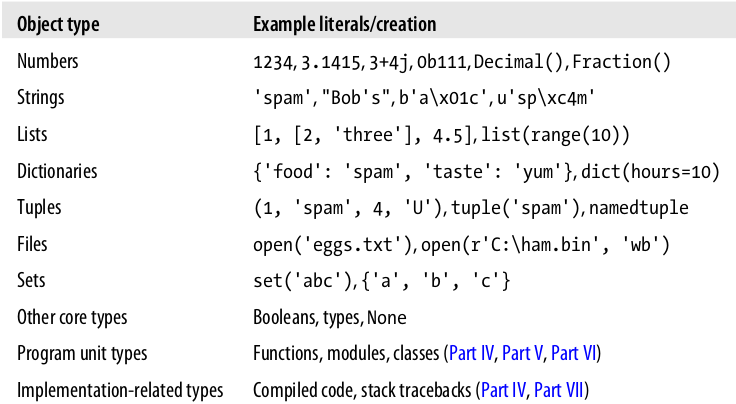 Object type Example literals/creation
Numbers 1234, 3.1415, 3+4j, 0b111, Decimal(), Fraction()
Strings 'spam', "Bob's", b'a\x01c', u'sp\xc4m'
Lists [1, [2, 'three'], 4.5], list(range(10))
Dictionaries {'food': 'spam', 'taste': 'yum'}, dict(hours=10)
Tuples (1, 'spam', 4, 'U'), tuple('spam'), namedtuple
Files open('eggs.txt'), open(r'C:\ham.bin', 'wb')
Sets set('abc'), {'a', 'b', 'c'}
Other core types Booleans, types, None
Program unit types Functions, modules, classes (Part IV, Part V, Part VI)
Implementation-related types Compiled code, stack tracebacks (Part IV, Part VII)